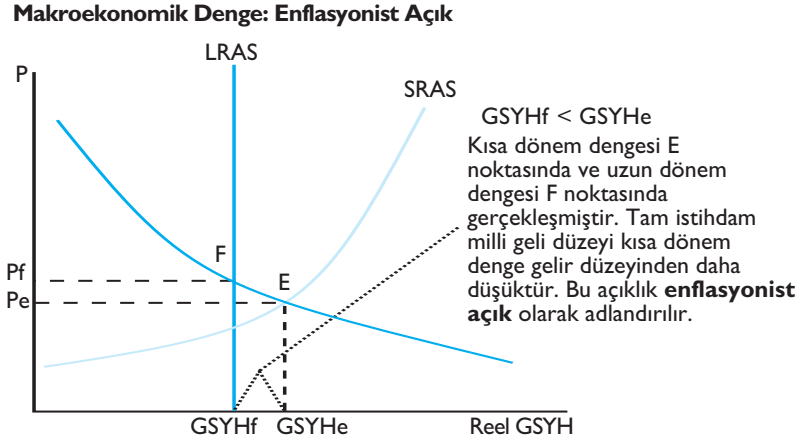 Makroekonomik Denge: Enflasyonist Açık
LRAS
P
SRAS
GSYHf < GSYHe
Kısa dönem dengesi E
noktasında ve uzun dönem
dengesi F noktasında
gerçekleşmiştir. Tam istihdam
milli geli düzeyi kısa dönem
denge gelir düzeyinden daha
düşüktür. Bu açıklık enflasyonist
açık olarak adlandırılır.
F
E
Pf
Pe
GSYHf GSYHe Reel GSYH